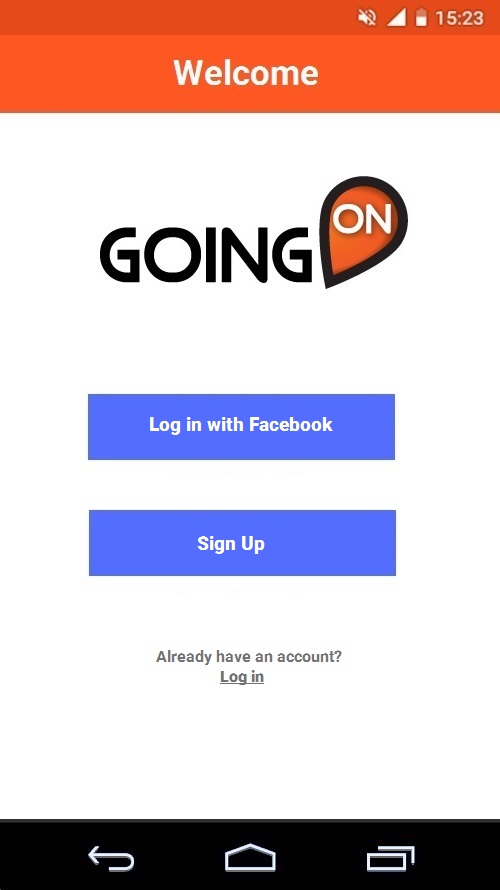 15:23
Welcome
GOING ON
Log in with Facebook
Sign Up
Already have an account?
Log in